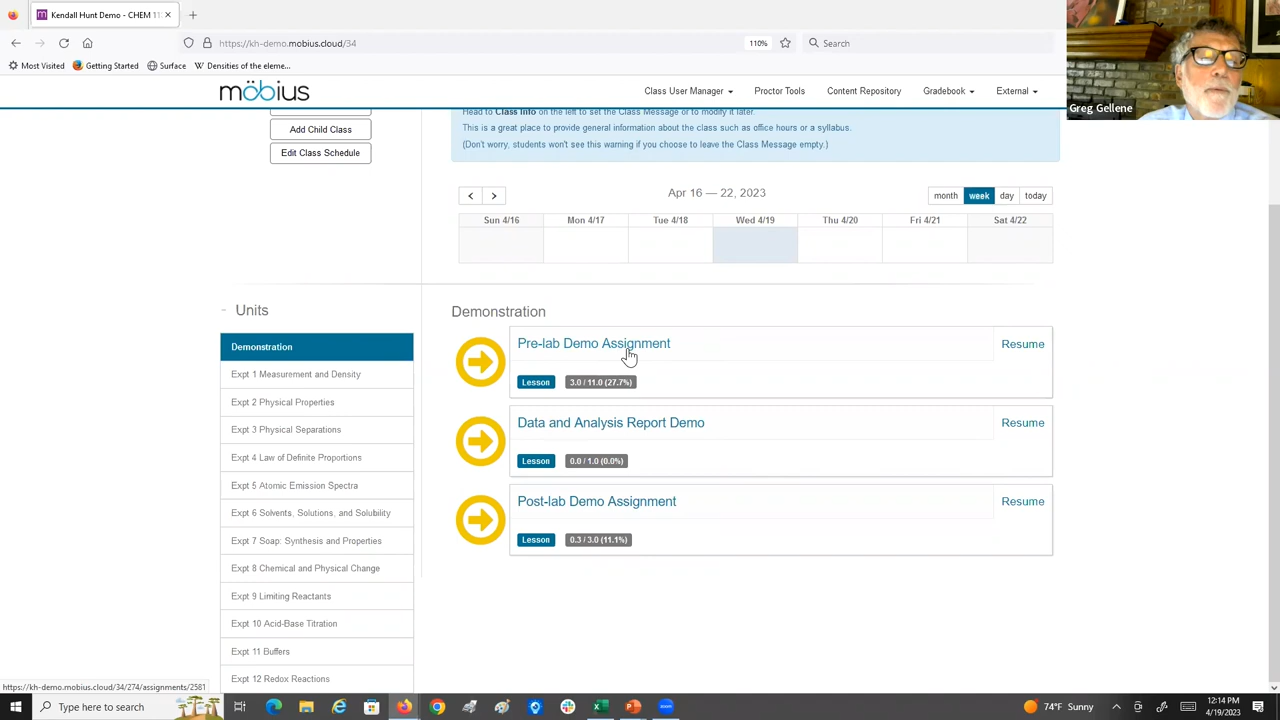 Kendall Hunt Demo - CHEM 11
https://kh-demo.mobius.cloud/34
110%
Search
Most Visited
Getting Started
Surface
Densities of the eleme...
möbius
Class User Manager
Proctor Tools
Content Repository
Gradebook
External
Greg Gellene
Add Child Class
Edit Class Schedule
Head to Class Info on the left to set the Class Message or to modify it later.
This is a great place to provide general information about the class such as office hours or a syllabus.
(Don't worry, students won't see this warning if you choose to leave the Class Message empty.)
Apr 16 — 22, 2023
month week day today
Sun 4/16 Mon 4/17 Tue 4/18 Wed 4/19 Thu 4/20 Fri 4/21 Sat 4/22
Units
Demonstration
Expt 1 Measurement and Density
Expt 2 Physical Properties
Expt 3 Physical Separations
Expt 4 Law of Definite Proportions
Expt 5 Atomic Emission Spectra
Expt 6 Solvents, Solutions, and Solubility
Expt 7 Soap: Synthesis and Properties
Expt 8 Chemical and Physical Change
Expt 9 Limiting Reactants
Expt 10 Acid-Base Titration
Expt 11 Buffers
Expt 12 Redox Reactions
Demonstration
Pre-lab Demo Assignment
Resume
Lesson 3.0 / 11.0 (27.7%)
Data and Analysis Report Demo
Resume
Lesson 0.0 / 1.0 (0.0%)
Post-lab Demo Assignment
Resume
Lesson 0.3 / 3.0 (11.1%)
https://kh-demo.mobius.cloud/34/274/assignments/2581
Type here to search
74°F Sunny
12:14 PM
4/19/2023